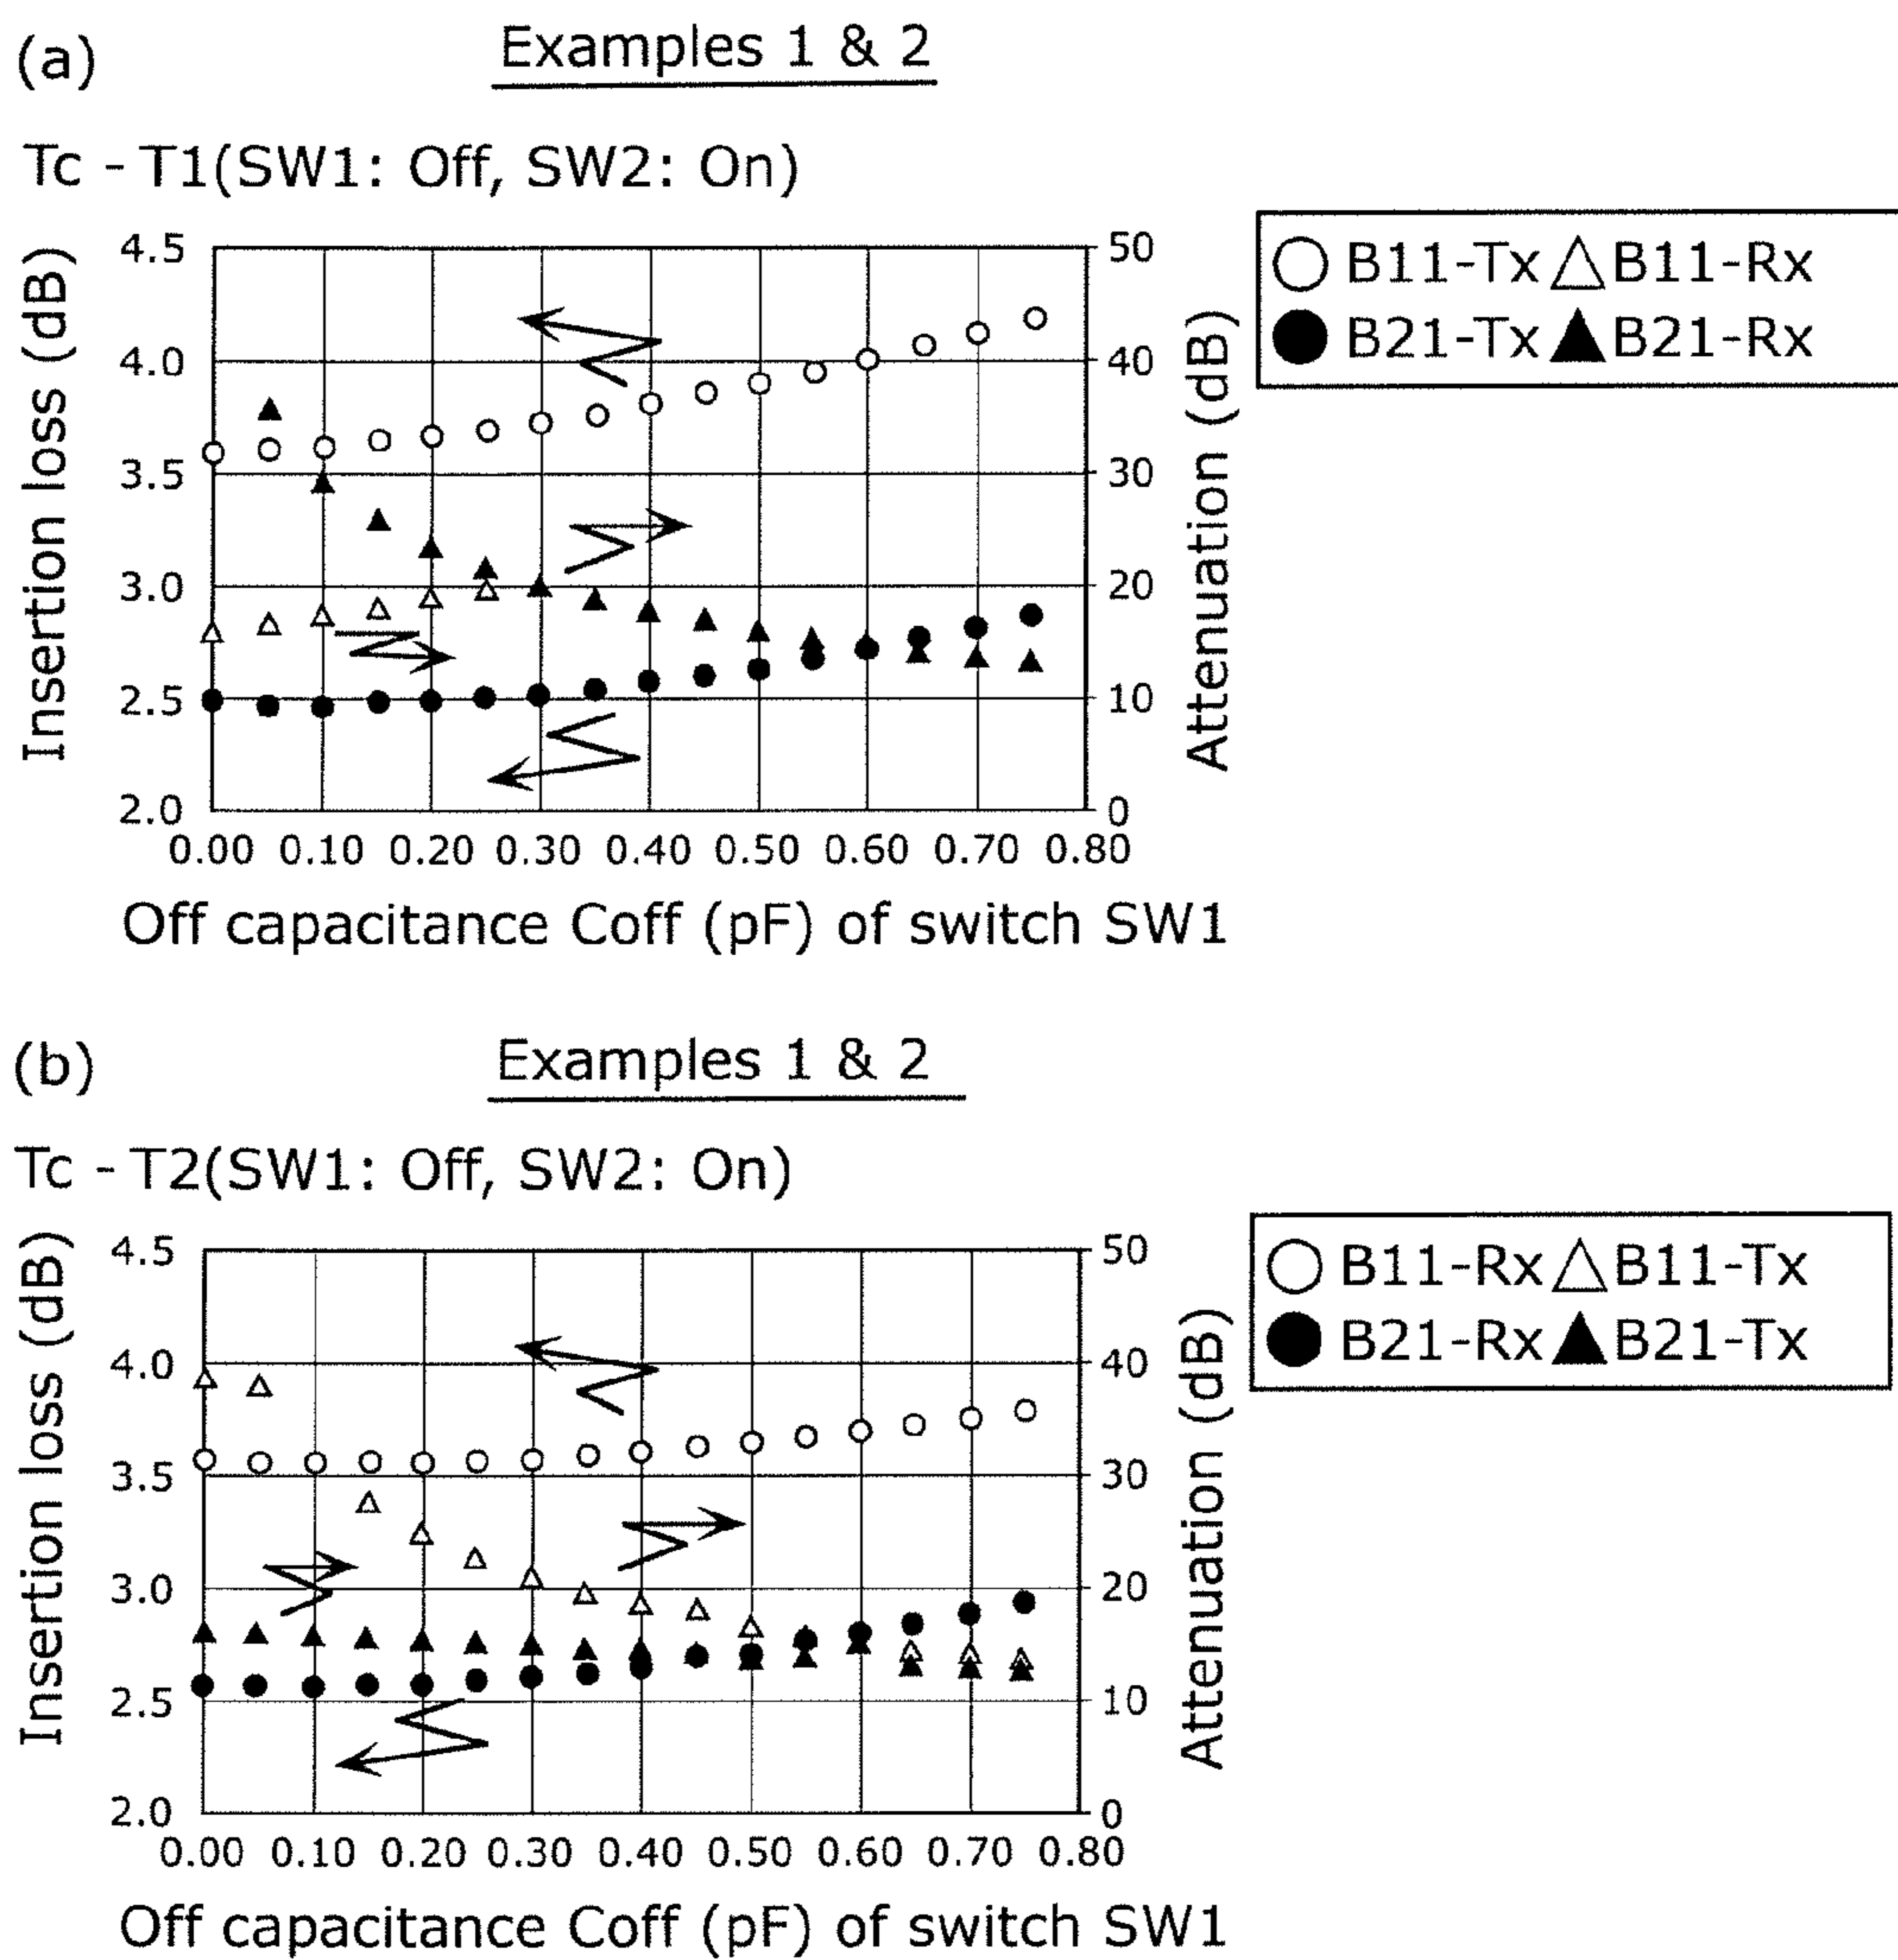 (a)
Examples 1 & 2
Tc - T1(SW1: Off, SW2: On)
Insertion loss (dB)
4.5
4.0
3.5
3.0
2.5
2.0
50
40
30
20
10
0
Attenuation (dB)
○ B11-Tx △ B11-Rx
● B21-Tx ▲ B21-Rx
0.00 0.10 0.20 0.30 0.40 0.50 0.60 0.70 0.80
Off capacitance Coff (pF) of switch SW1
(b)
Examples 1 & 2
Tc - T2(SW1: Off, SW2: On)
Insertion loss (dB)
4.5
4.0
3.5
3.0
2.5
2.0
50
40
30
20
10
0
Attenuation (dB)
○ B11-Rx △ B11-Tx
● B21-Rx ▲ B21-Tx
0.00 0.10 0.20 0.30 0.40 0.50 0.60 0.70 0.80
Off capacitance Coff (pF) of switch SW1